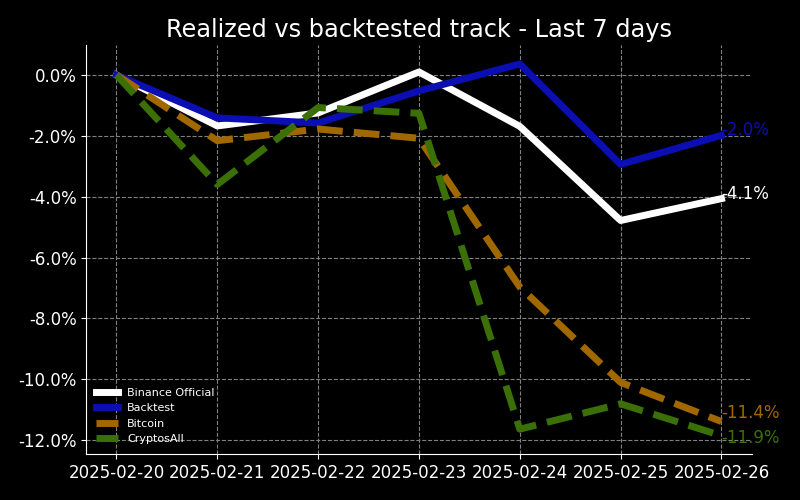 Realized vs backtested track - Last 7 days
0.0%
-2.0%
-4.0%
-6.0%
-8.0%
-10.0%
-12.0%
-2.0%
-4.1%
-11.4%
-11.9%
Binance Official
Backtest
Bitcoin
CryptosAll
2025-02-20 2025-02-21 2025-02-22 2025-02-23 2025-02-24 2025-02-25 2025-02-26